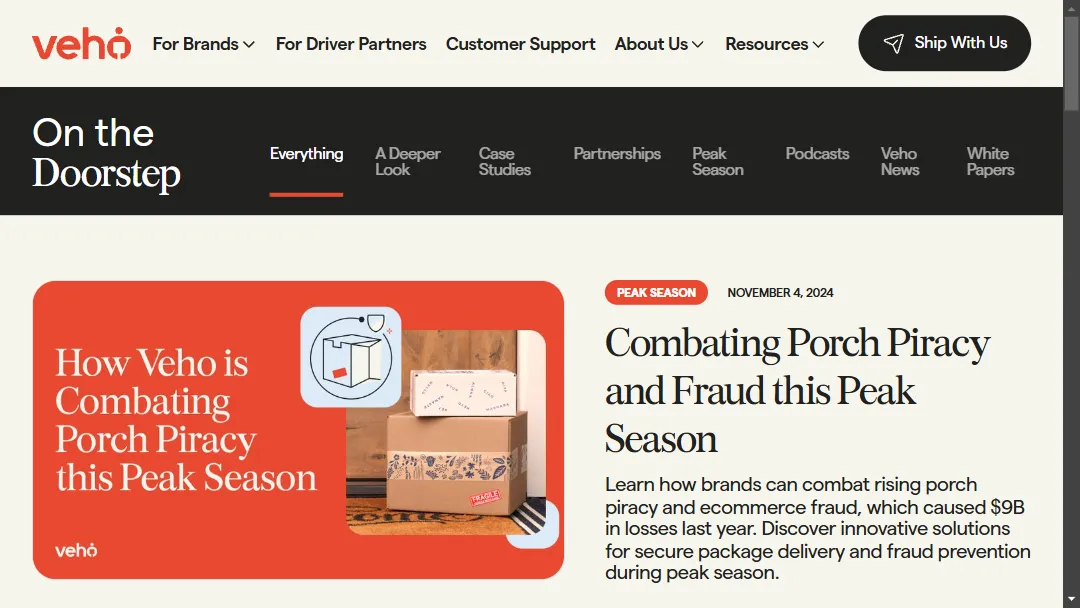 veho
For Brands
For Driver Partners
Customer Support
About Us
Resources
Ship With Us
On the
Doorstep
Everything
A Deeper
Look
Case
Studies
Partnerships
Peak
Season
Podcasts
Veho
News
White
Papers
How Veho is
Combating
Porch Piracy
this Peak Season
FRAGILE
veho
PEAK SEASON
NOVEMBER 4, 2024
Combating Porch Piracy
and Fraud this Peak
Season
Learn how brands can combat rising porch
piracy and ecommerce fraud, which caused $9B
in losses last year. Discover innovative solutions
for secure package delivery and fraud prevention
during peak season.